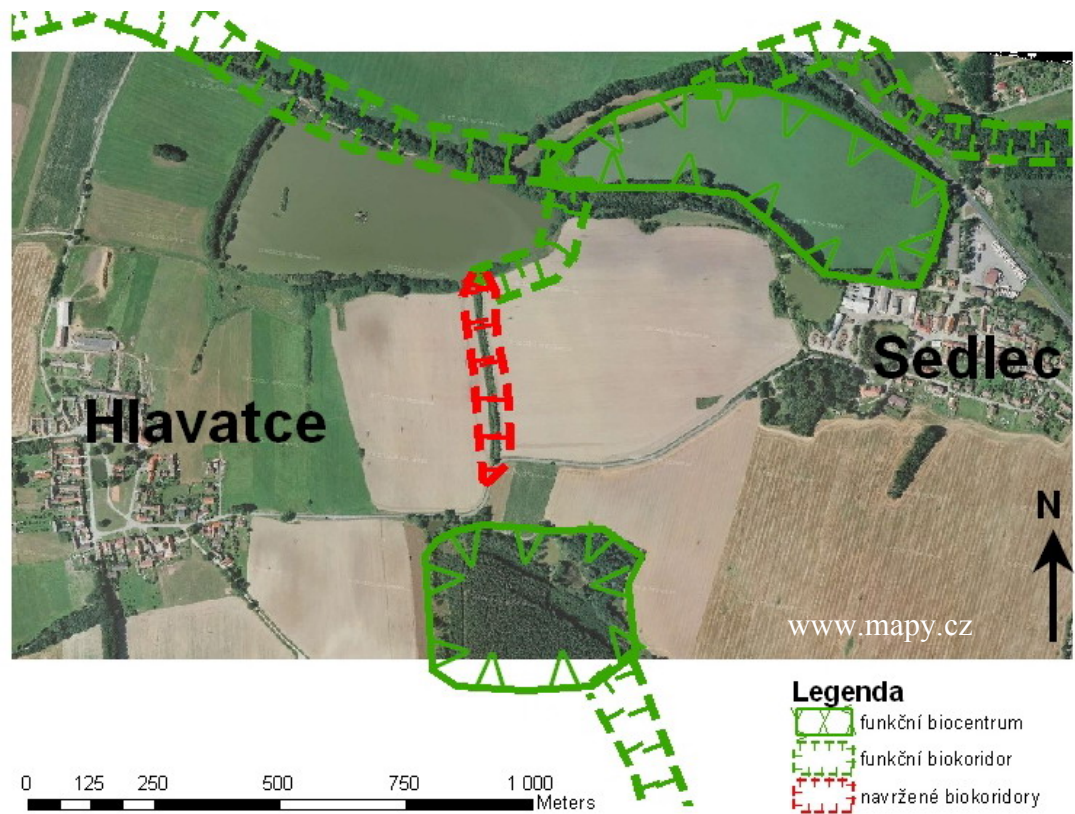 Sedlec
Hlavatce
N
www.mapy.cz
Legenda
funkční biocentrum
funkční biokoridor
navržené biokoridory
0 125 250 500 750 1 000
Meters